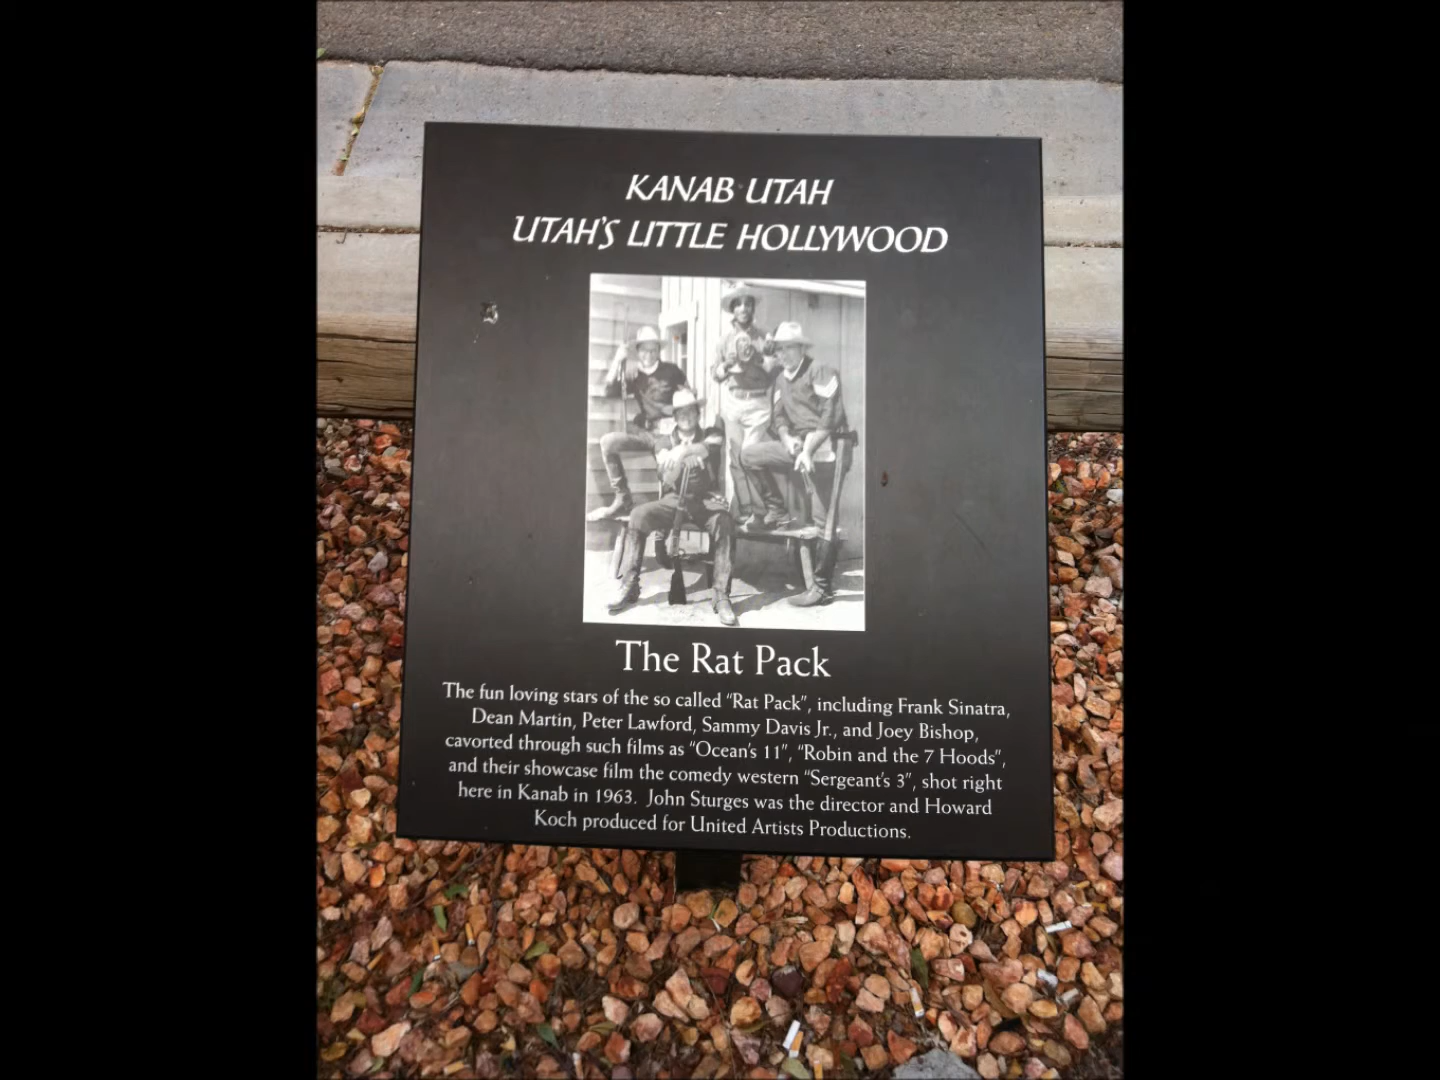 KANAB UTAH
UTAH'S LITTLE HOLLYWOOD
The Rat Pack
The fun loving stars of the so called "Rat Pack", including Frank Sinatra,
Dean Martin, Peter Lawford, Sammy Davis Jr., and Joey Bishop,
cavorted through such films as "Ocean's 11", "Robin and the 7 Hoods",
and their showcase film the comedy western "Sergeant's 3", shot right
here in Kanab in 1963. John Sturges was the director and Howard
Koch produced for United Artists Productions.